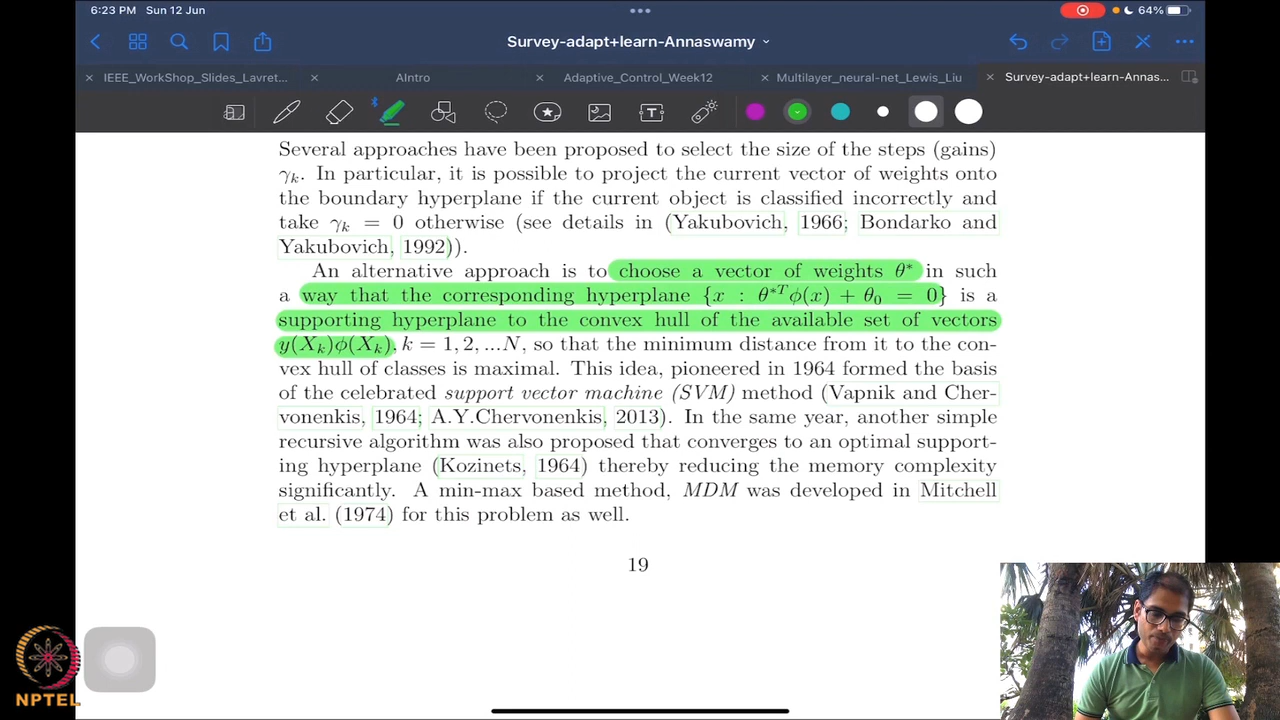 6:23 PM Sun 12 Jun
64%
Survey-adapt+learn-Annaswamy
IEEE_WorkShop_Slides_Lavret...
AIntro
Adaptive_Control_Week12
Multilayer_neural-net_Lewis_Liu
Survey-adapt+learn-Annas...
Several approaches have been proposed to select the size of the steps (gains)
γₖ. In particular, it is possible to project the current vector of weights onto
the boundary hyperplane if the current object is classified incorrectly and
take γₖ = 0 otherwise (see details in (Yakubovich, 1966; Bondarko and
Yakubovich, 1992)).
An alternative approach is to choose a vector of weights θ* in such
a way that the corresponding hyperplane {x : θ*ᵀϕ(x) + θ₀ = 0} is a
supporting hyperplane to the convex hull of the available set of vectors
y(Xₖ)ϕ(Xₖ), k = 1, 2, ...N, so that the minimum distance from it to the con-
vex hull of classes is maximal. This idea, pioneered in 1964 formed the basis
of the celebrated support vector machine (SVM) method (Vapnik and Cher-
vonenkis, 1964; A.Y.Chervonenkis, 2013). In the same year, another simple
recursive algorithm was also proposed that converges to an optimal support-
ing hyperplane (Kozinets, 1964) thereby reducing the memory complexity
significantly. A min-max based method, MDM was developed in Mitchell
et al. (1974) for this problem as well.
19
NPTEL